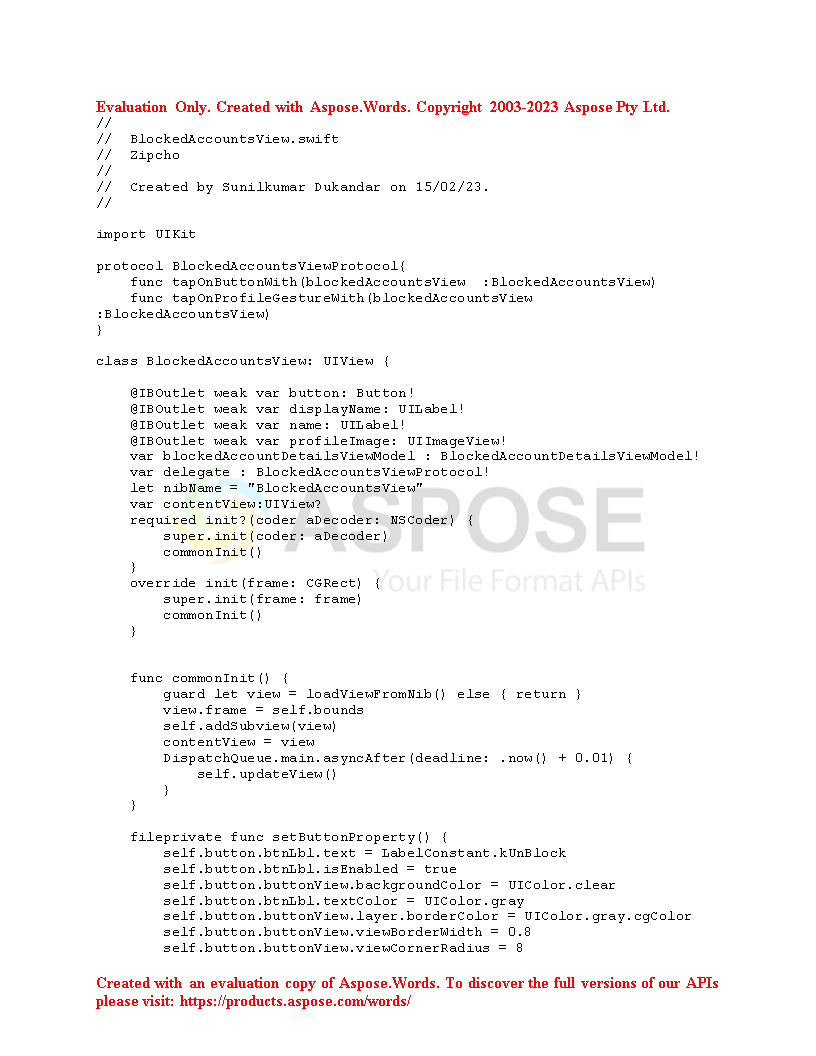 Evaluation Only. Created with Aspose.Words. Copyright 2003-2023 Aspose Pty Ltd.
//
//  BlockedAccountsView.swift
//  Zipcho
//
//  Created by Sunilkumar Dukandar on 15/02/23.
//

import UIKit

protocol BlockedAccountsViewProtocol{
    func tapOnButtonWith(blockedAccountsView  :BlockedAccountsView)
    func tapOnProfileGestureWith(blockedAccountsView
:BlockedAccountsView)
}

class BlockedAccountsView: UIView {

    @IBOutlet weak var button: Button!
    @IBOutlet weak var displayName: UILabel!
    @IBOutlet weak var name: UILabel!
    @IBOutlet weak var profileImage: UIImageView!
    var blockedAccountDetailsViewModel : BlockedAccountDetailsViewModel!
    var delegate : BlockedAccountsViewProtocol!
    let nibName = "BlockedAccountsView"
    var contentView:UIView?
    required init?(coder aDecoder: NSCoder) {
        super.init(coder: aDecoder)
        commonInit()
    }
    override init(frame: CGRect) {
        super.init(frame: frame)
        commonInit()
    }


    func commonInit() {
        guard let view = loadViewFromNib() else { return }
        view.frame = self.bounds
        self.addSubview(view)
        contentView = view
        DispatchQueue.main.asyncAfter(deadline: .now() + 0.01) {
            self.updateView()
        }
    }

    fileprivate func setButtonProperty() {
        self.button.btnLbl.text = LabelConstant.kUnBlock
        self.button.btnLbl.isEnabled = true
        self.button.buttonView.backgroundColor = UIColor.clear
        self.button.btnLbl.textColor = UIColor.gray
        self.button.buttonView.layer.borderColor = UIColor.gray.cgColor
        self.button.buttonView.viewBorderWidth = 0.8
        self.button.buttonView.viewCornerRadius = 8

Created with an evaluation copy of Aspose.Words. To discover the full versions of our APIs
please visit: https://products.aspose.com/words/
ASPOSE
Your File Format APIs